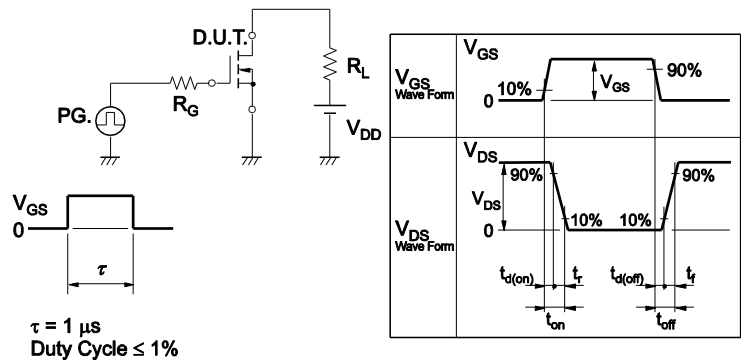 D.U.T.
R_L
R_G
PG.
V_DD
V_GS
0
τ
τ = 1 μs
Duty Cycle ≤ 1%
V_GS
Wave Form
V_GS
10%
90%
V_GS
0
V_DS
Wave Form
V_DS
90%
90%
V_DS
10%
10%
0
t_d(on)
t_r
t_d(off)
t_f
t_on
t_off